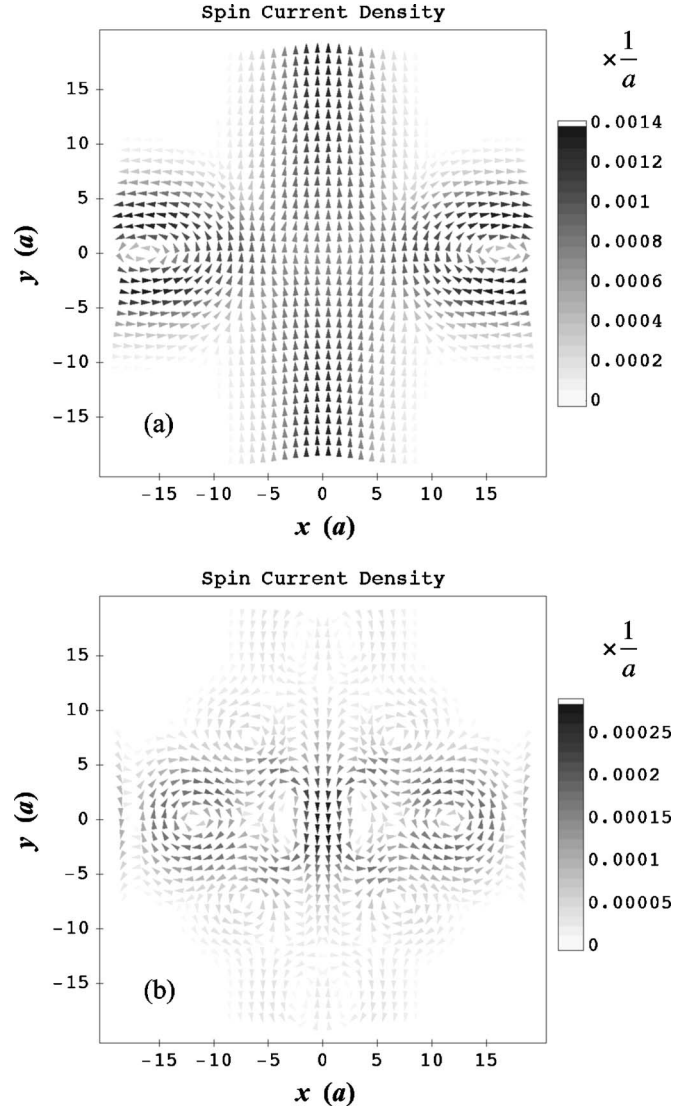 Spin Current Density
× 1/a
0.0014
0.0012
0.001
0.0008
0.0006
0.0004
0.0002
0
y (a)
15
10
5
0
−5
−10
−15
(a)
−15 −10 −5 0 5 10 15
x (a)
Spin Current Density
× 1/a
0.00025
0.0002
0.00015
0.0001
0.00005
0
y (a)
15
10
5
0
−5
−10
−15
(b)
−15 −10 −5 0 5 10 15
x (a)